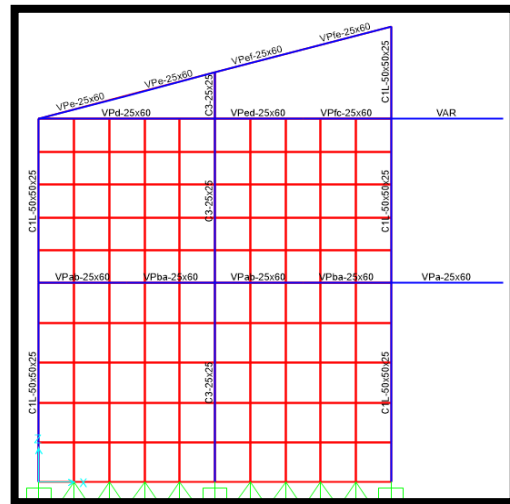 VPe-25x60
VPe-25x60
VPef-25x60
VPfe-25x60
C3-25x25
C1L-50x50x25
VPd-25x60
VPed-25x60
VPfc-25x60
VAR
C1L-50x50x25
C3-25x25
C1L-50x50x25
VPab-25x60
VPba-25x60
VPab-25x60
VPba-25x60
VPa-25x60
C1L-50x50x25
C3-25x25
C1L-50x50x25
X